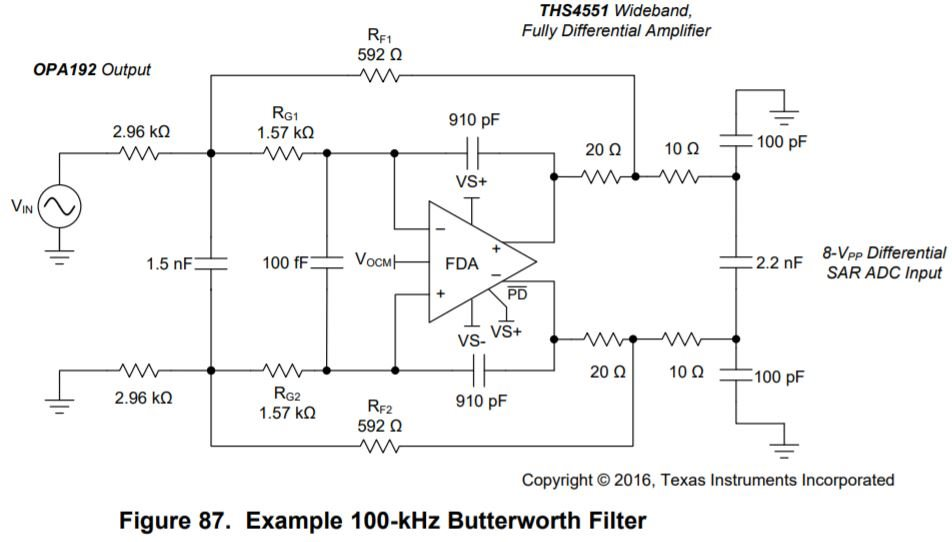 THS4551 Wideband,
Fully Differential Amplifier
RF1
592 Ω
OPA192 Output
RG1
1.57 kΩ
2.96 kΩ
910 pF
20 Ω
10 Ω
100 pF
VS+
VIN
1.5 nF
100 fF
VOCM
−
+
FDA
+
−
PD
2.2 nF
8-VPP Differential
SAR ADC Input
VS-
VS+
20 Ω
10 Ω
100 pF
2.96 kΩ
RG2
1.57 kΩ
910 pF
RF2
592 Ω
Copyright © 2016, Texas Instruments Incorporated
Figure 87. Example 100-kHz Butterworth Filter